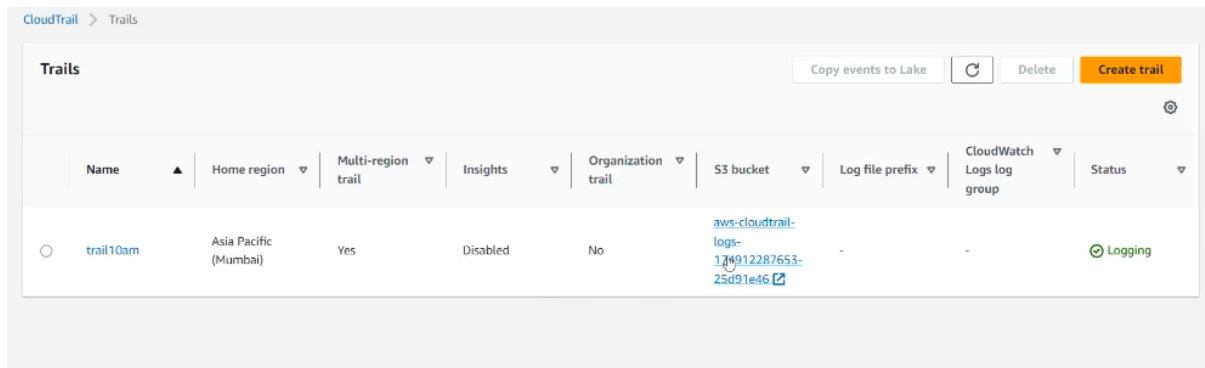 CloudTrail > Trails
Trails
Copy events to Lake
Delete
Create trail
Name
Home region
Multi-region trail
Insights
Organization trail
S3 bucket
Log file prefix
CloudWatch Logs log group
Status
trail10am
Asia Pacific
(Mumbai)
Yes
Disabled
No
aws-cloudtrail-
logs-
25d91e46
-
-
Logging